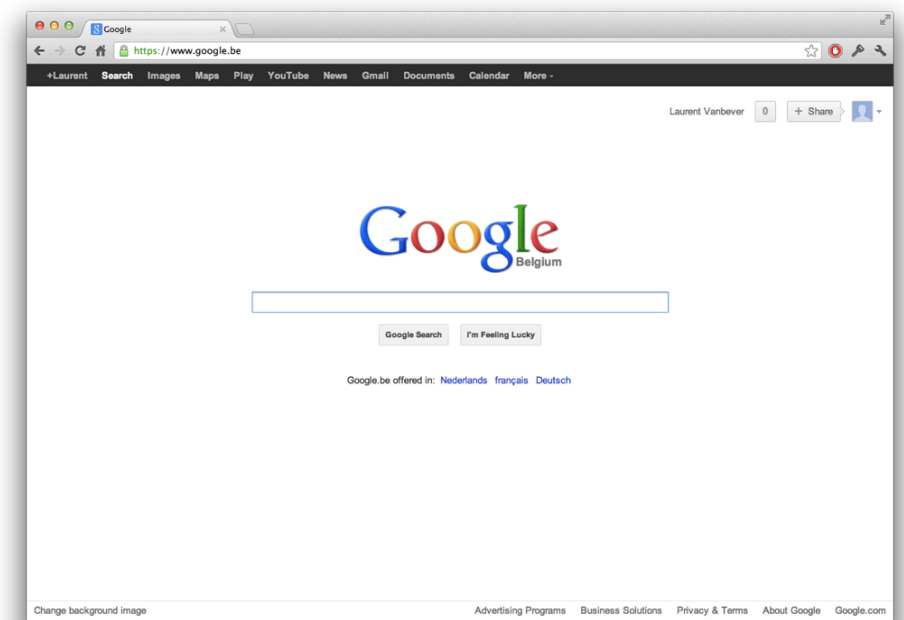 Google
https://www.google.be
+Laurent Search Images Maps Play YouTube News Gmail Documents Calendar More
Laurent Vanbever 0 + Share
Google
Belgium
Google Search I'm Feeling Lucky
Google.be offered in: Nederlands français Deutsch
Change background image Advertising Programs Business Solutions Privacy & Terms About Google Google.com